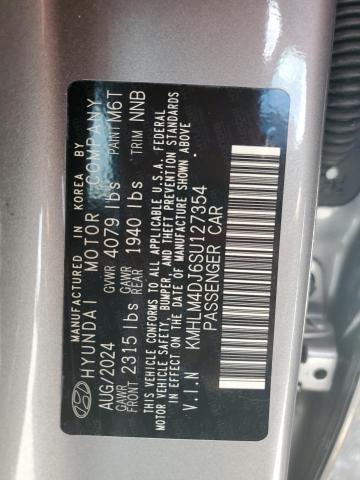 MANUFACTURED IN KOREA BY
HYUNDAI MOTOR COMPANY
AUG/2024 GVWR 4079 lbs PAINT M6T
GAWR FRONT 2315 lbs GAWR REAR 1940 lbs TRIM NNB
THIS VEHICLE CONFORMS TO ALL APPLICABLE U.S.A. FEDERAL
MOTOR VEHICLE SAFETY, BUMPER, AND THEFT PREVENTION STANDARDS
IN EFFECT ON THE DATE OF MANUFACTURE SHOWN ABOVE.
V.I.N KMHLM4DJ6SU127354
PASSENGER CAR